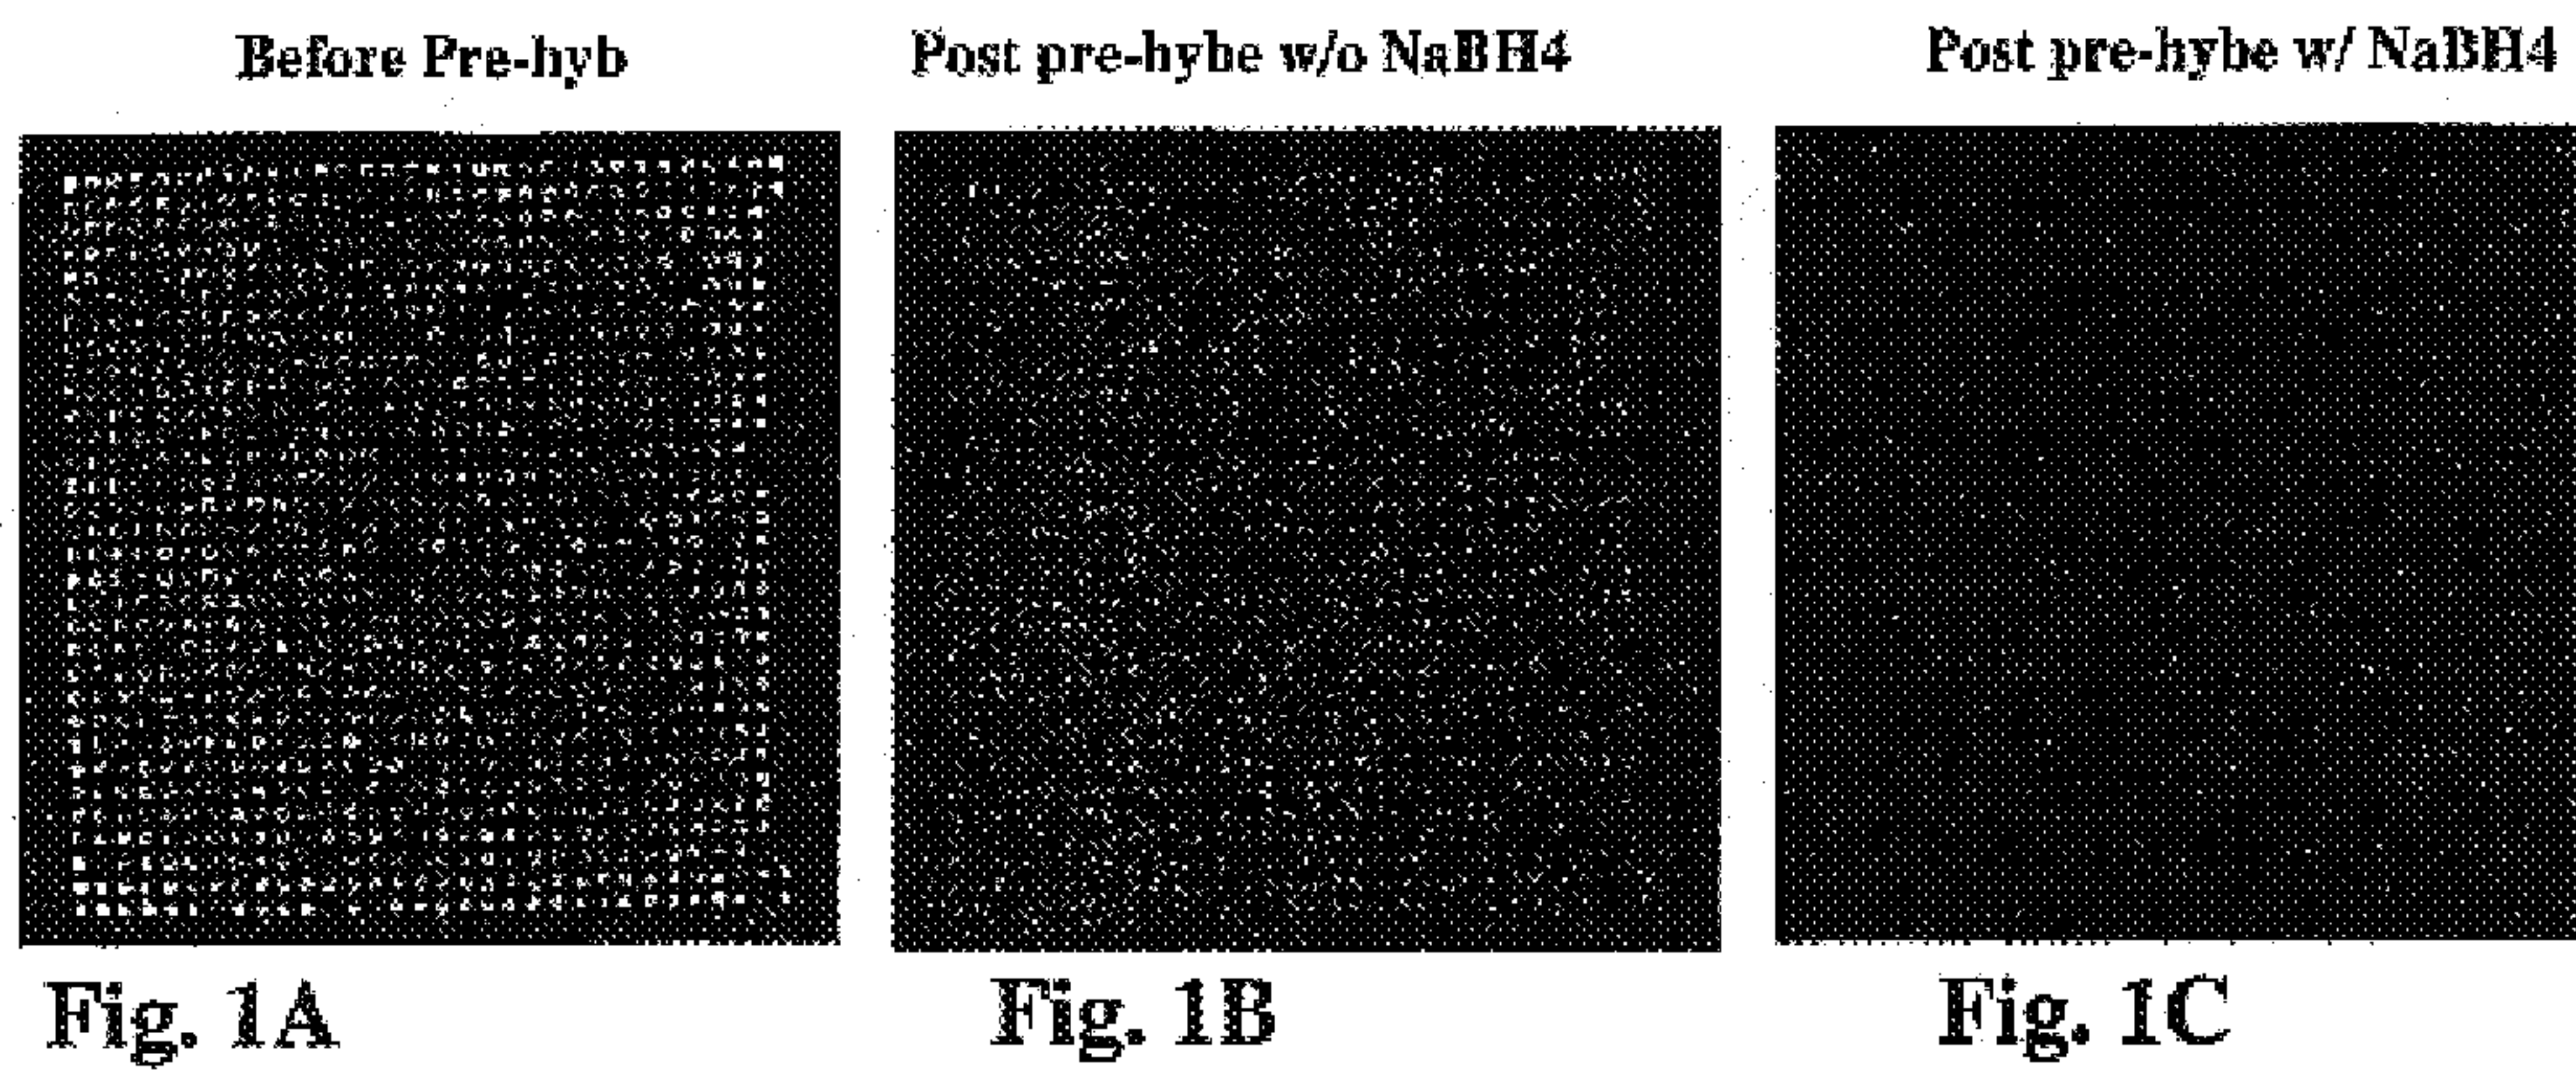 Before Pre-hyb
Post pre-hybe w/o NaBH4
Post pre-hybe w/ NaBH4
Fig. 1A
Fig. 1B
Fig. 1C